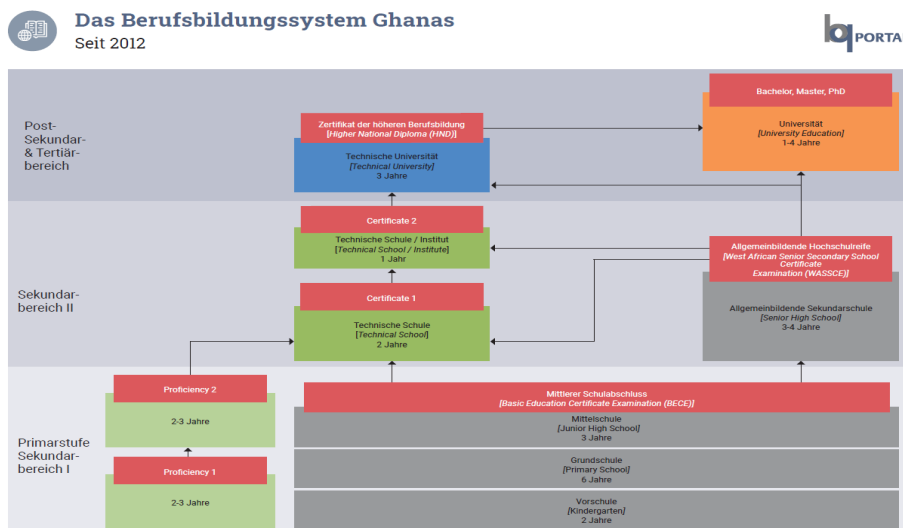 Das Berufsbildungssystem Ghanas
Seit 2012
bq PORTA
Post-
Sekundar-
& Tertiär-
bereich
Zertifikat der höheren Berufsbildung
[Higher National Diploma (HND)]
Technische Universität
[Technical University]
3 Jahre
Bachelor, Master, PhD
Universität
[University Education]
1-4 Jahre
Sekundar-
bereich II
Certificate 2
Technische Schule / Institut
[Technical School / Institute]
1 Jahr
Certificate 1
Technische Schule
[Technical School]
2 Jahre
Allgemeinbildende Hochschulreife
[West African Senior Secondary School
Certificate
Examination (WASSCE)]
Allgemeinbildende Sekundarschule
[Senior High School]
3-4 Jahre
Primarstufe
Sekundar-
bereich I
Proficiency 2
2-3 Jahre
Proficiency 1
2-3 Jahre
Mittlerer Schulabschluss
[Basic Education Certificate Examination (BECE)]
Mittelschule
[Junior High School]
3 Jahre
Grundschule
[Primary School]
6 Jahre
Vorschule
[Kindergarten]
2 Jahre